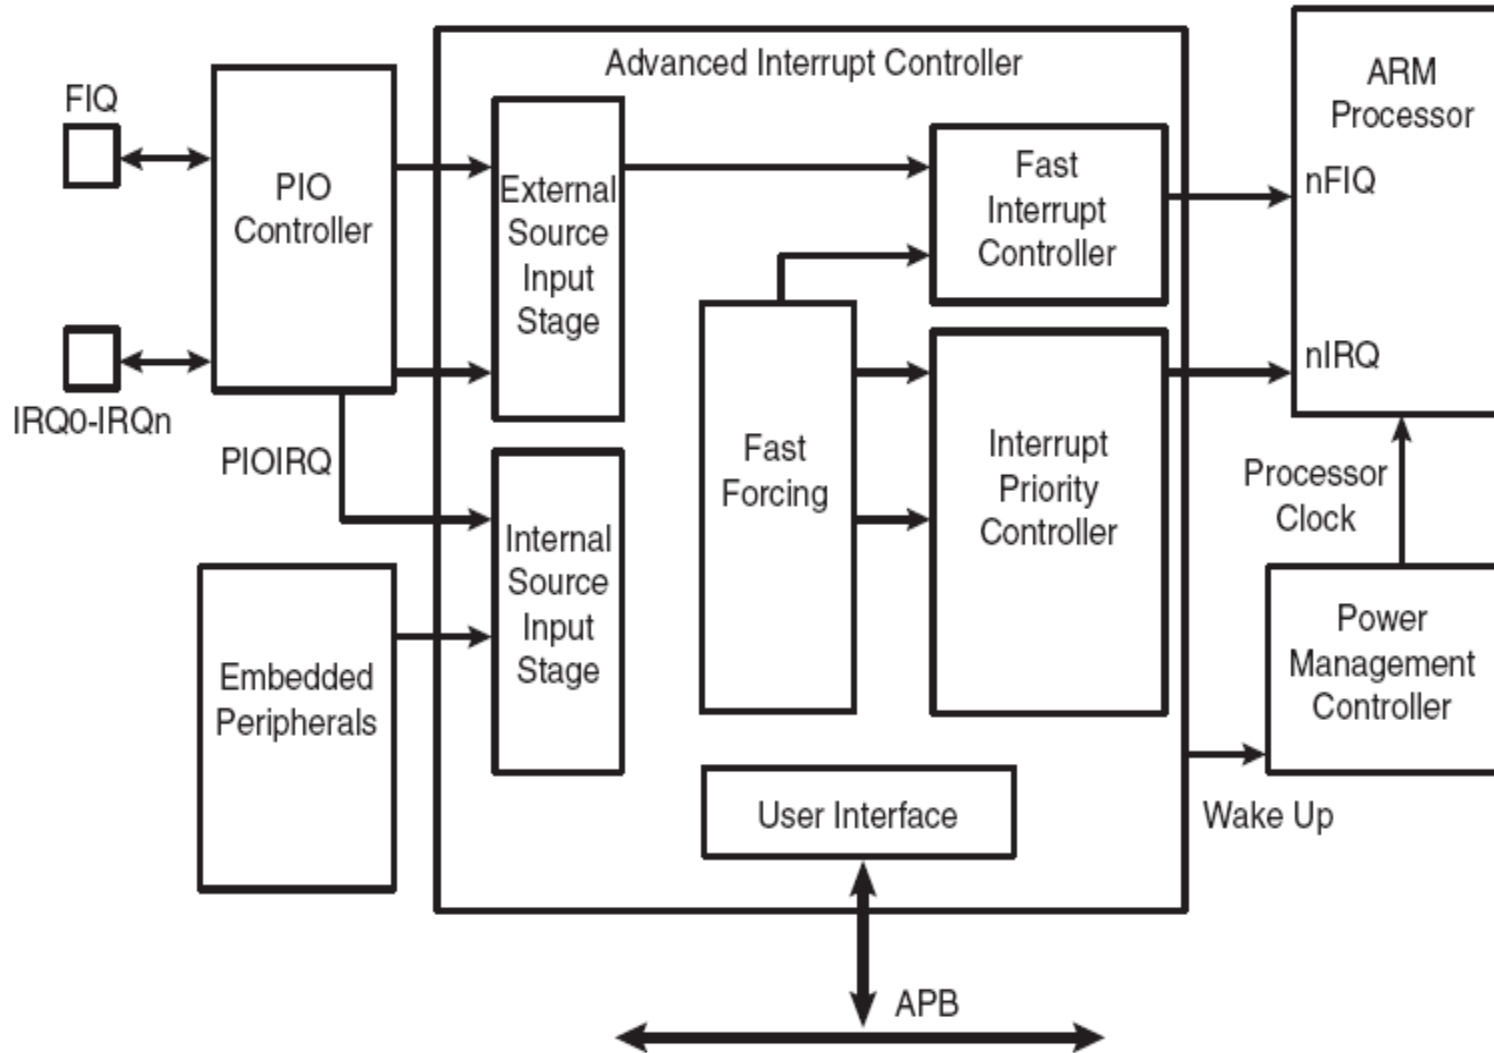 Advanced Interrupt Controller
FIQ
PIO
Controller
IRQ0-IRQn
PIOIRQ
Embedded
Peripherals
External
Source
Input
Stage
Internal
Source
Input
Stage
Fast
Forcing
Fast
Interrupt
Controller
Interrupt
Priority
Controller
User Interface
APB
ARM
Processor
nFIQ
nIRQ
Processor
Clock
Power
Management
Controller
Wake Up